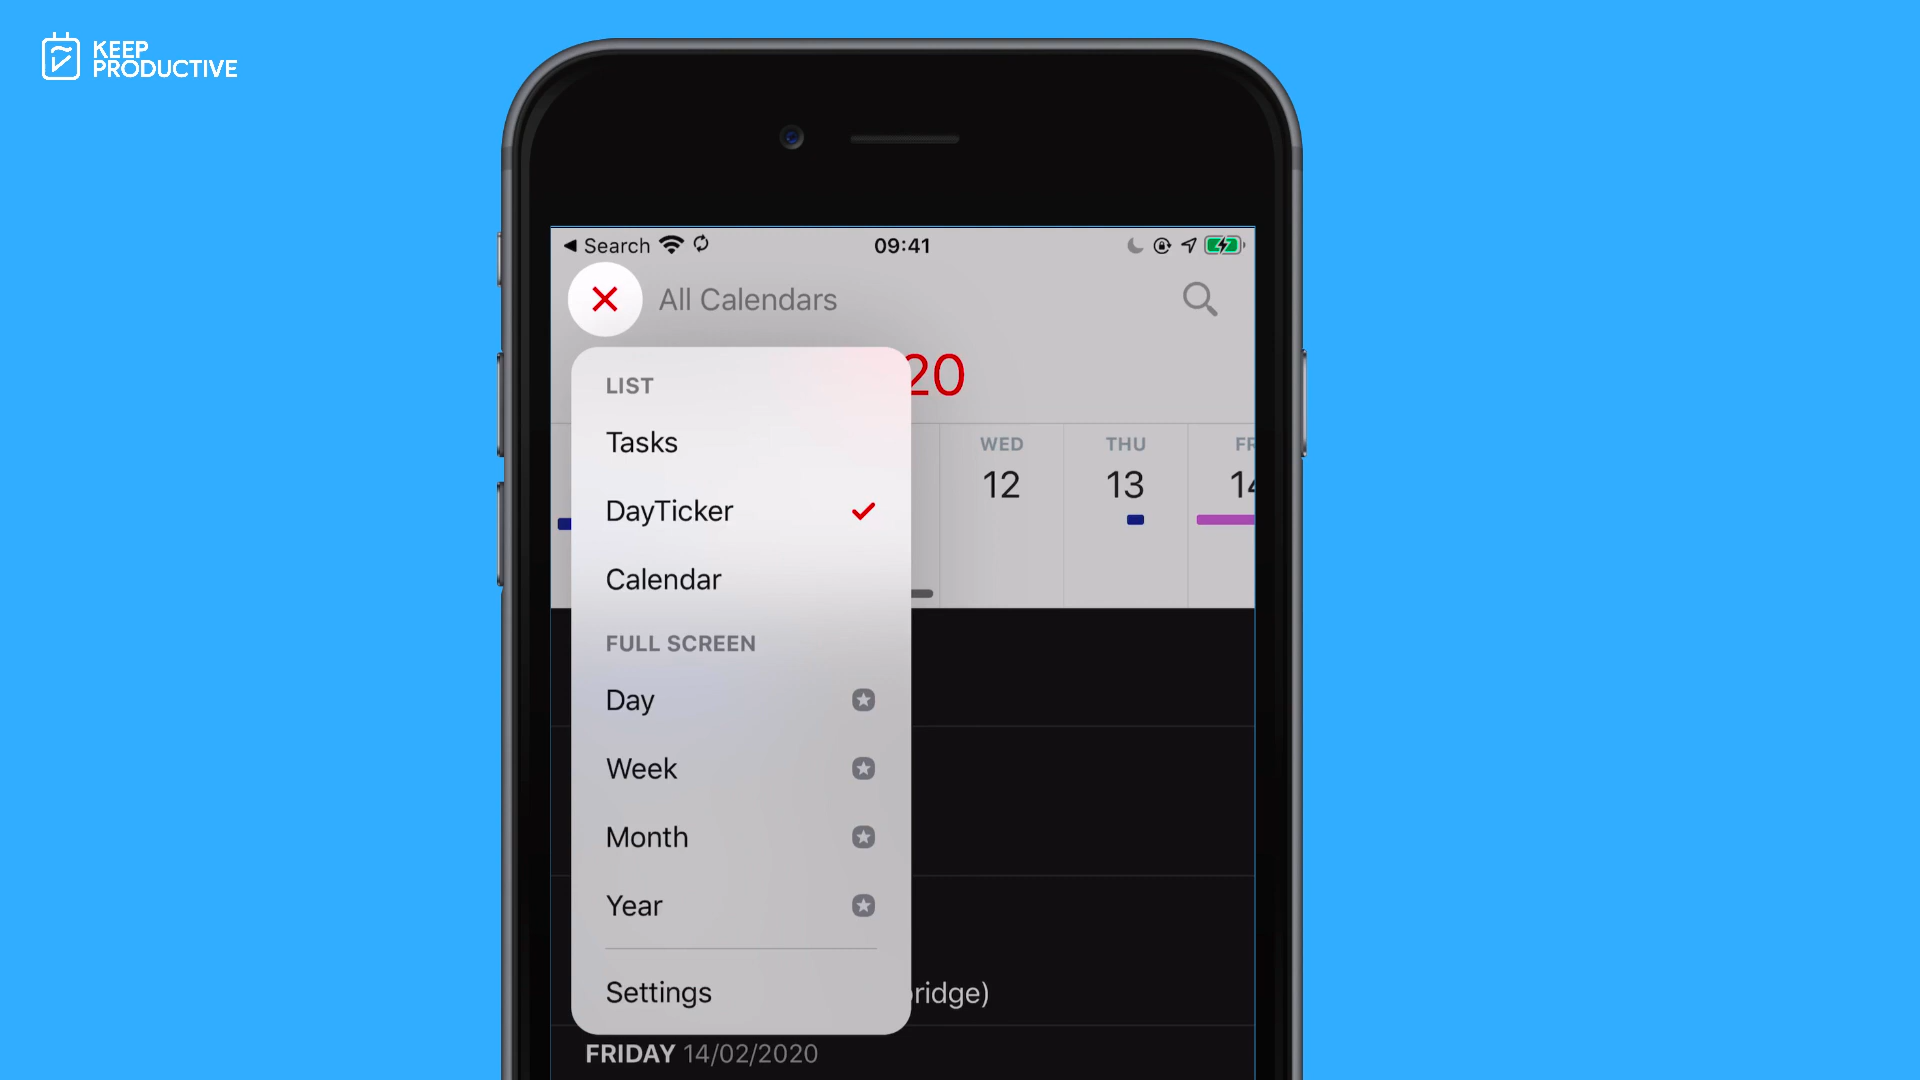 KEEP
PRODUCTIVE
Search
09:41
All Calendars
20
LIST
Tasks
DayTicker
Calendar
WED
THU
12
13
14
FULL SCREEN
Day
Week
Month
Year
Settings
ridge)
FRIDAY 14/02/2020